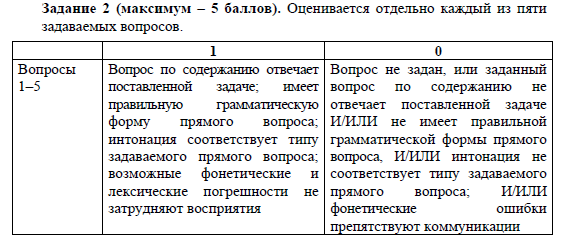 Задание 2 (максимум – 5 баллов). Оценивается отдельно каждый из пяти
задаваемых вопросов.
1
0
Вопросы
1–5
Вопрос по содержанию отвечает
поставленной задаче; имеет
правильную грамматическую
форму прямого вопроса;
интонация соответствует типу
задаваемого прямого вопроса;
возможные фонетические и
лексические погрешности не
затрудняют восприятия
Вопрос не задан, или заданный
вопрос по содержанию не
отвечает поставленной задаче
И/ИЛИ не имеет правильной
грамматической формы прямого
вопроса, И/ИЛИ интонация не
соответствует типу задаваемого
прямого вопроса; И/ИЛИ
фонетические ошибки
препятствуют коммуникации